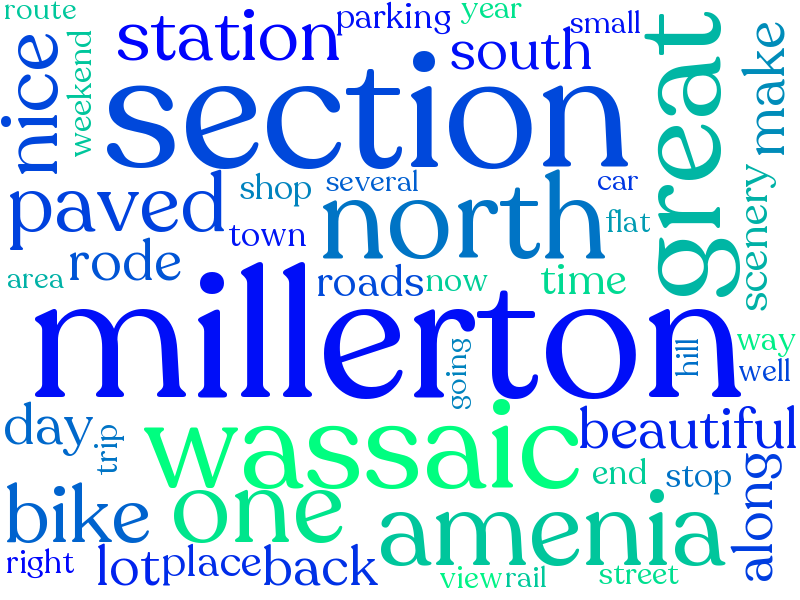 route
station
parking
year
small
south
great
make
nice
weekend
section
paved
shop
several
car
north
flat
scenery
town
rode
area
roads
now
time
millerton
going
hill
way
well
day
trip
wassaic
beautiful
end
stop
along
bike
one
amenia
right
lot
place
back
view
rail
street